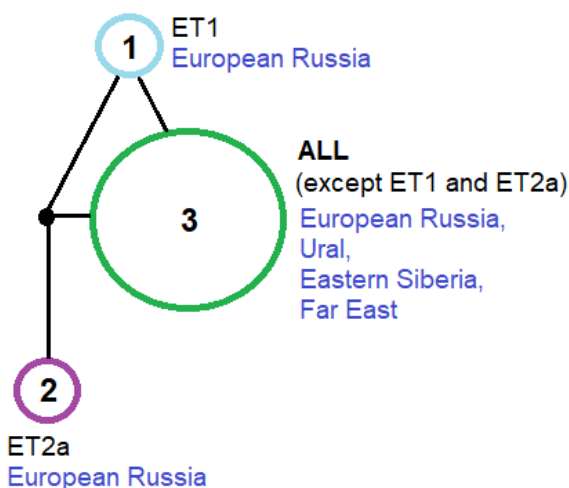 1
ET1
European Russia
ALL
(except ET1 and ET2a)
3
European Russia,
Ural,
Eastern Siberia,
Far East
2
ET2a
European Russia